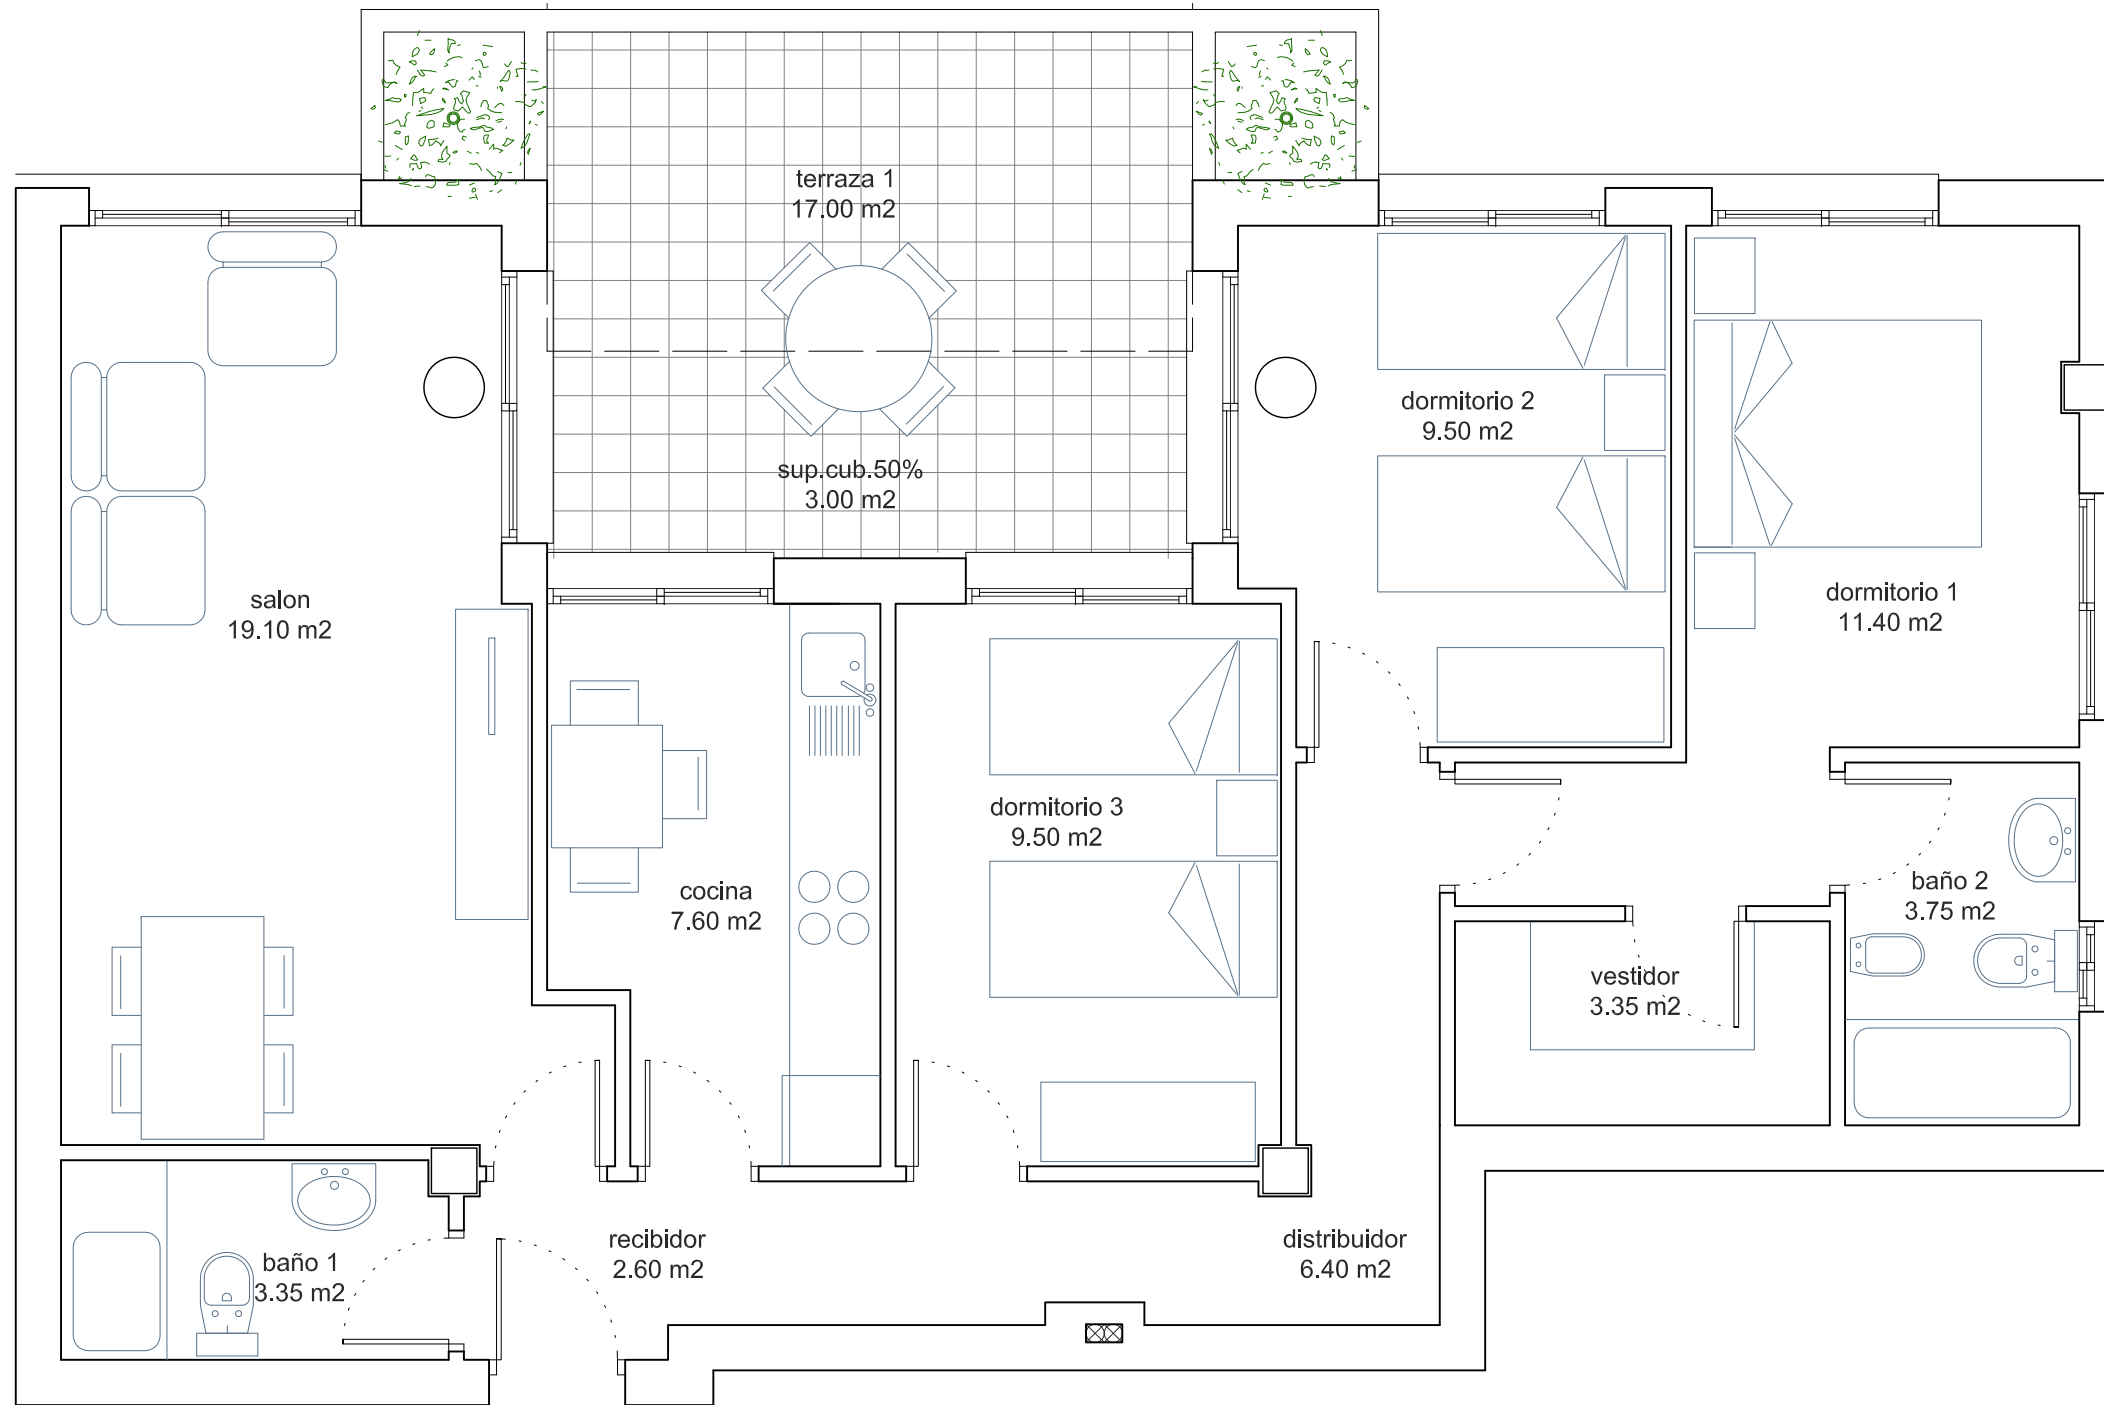 terraza 1
17.00 m2
sup.cub.50%
3.00 m2
dormitorio 2
9.50 m2
dormitorio 1
11.40 m2
salon
19.10 m2
dormitorio 3
9.50 m2
cocina
7.60 m2
baño 2
3.75 m2
vestidor
3.35 m2
recibidor
2.60 m2
distribuidor
6.40 m2
baño 1
3.35 m2